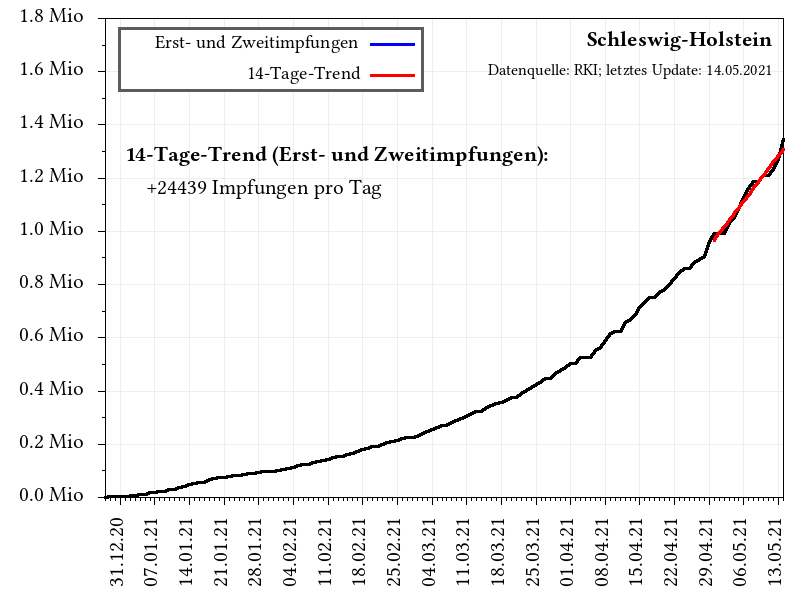 1.8 Mio
1.6 Mio
1.4 Mio
1.2 Mio
1.0 Mio
0.8 Mio
0.6 Mio
0.4 Mio
0.2 Mio
0.0 Mio
Erst- und Zweitimpfungen
14-Tage-Trend
Schleswig-Holstein
Datenquelle: RKI; letztes Update: 14.05.2021
14-Tage-Trend (Erst- und Zweitimpfungen):
+24439 Impfungen pro Tag
31.12.20
07.01.21
14.01.21
21.01.21
28.01.21
04.02.21
11.02.21
18.02.21
25.02.21
04.03.21
11.03.21
18.03.21
25.03.21
01.04.21
08.04.21
15.04.21
22.04.21
29.04.21
06.05.21
13.05.21